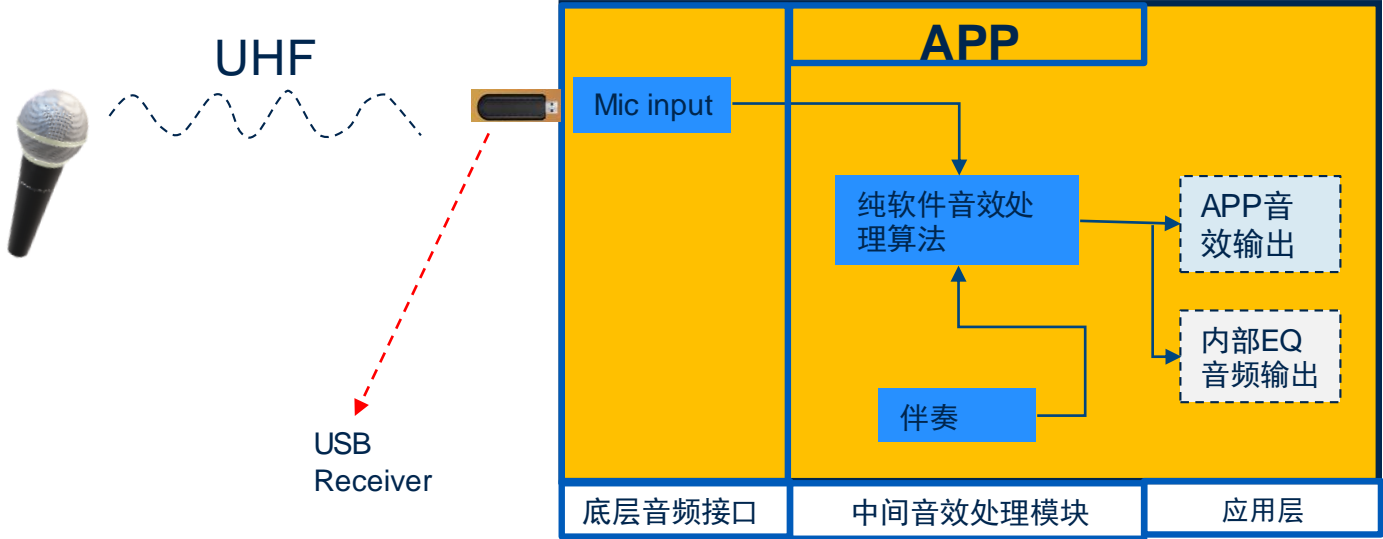 UHF
APP
Mic input
纯软件音效处
理算法
APP音
效输出
内部EQ
音频输出
伴奏
USB
Receiver
底层音频接口
中间音效处理模块
应用层